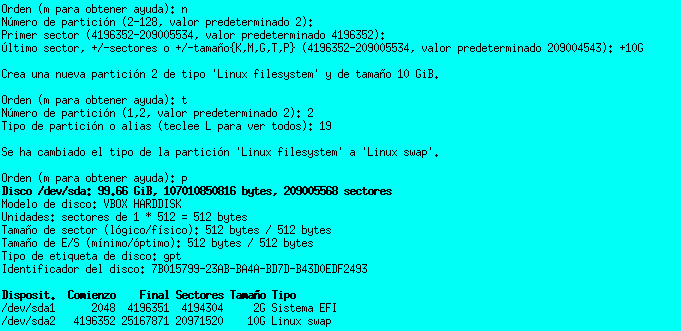 Orden (m para obtener ayuda): n
Número de partición (2-128, valor predeterminado 2):
Primer sector (4196352-209005534, valor predeterminado 4196352):
Último sector, +/-sectores o +/-tamaño{K,M,G,T,P} (4196352-209005534, valor predeterminado 209004543): +10G
Crea una nueva partición 2 de tipo 'Linux filesystem' y de tamaño 10 GiB.
Orden (m para obtener ayuda): t
Número de partición (1,2, valor predeterminado 2): 2
Tipo de partición o alias (teclee L para ver todos): 19
Se ha cambiado el tipo de la partición 'Linux filesystem' a 'Linux swap'.
Orden (m para obtener ayuda): p
Disco /dev/sda: 99.66 GiB, 107010850816 bytes, 209005568 sectores
Modelo de disco: VBOX HARDDISK
Unidades: sectores de 1 * 512 = 512 bytes
Tamaño de sector (lógico/físico): 512 bytes / 512 bytes
Tamaño de E/S (mínimo/óptimo): 512 bytes / 512 bytes
Tipo de etiqueta de disco: gpt
Identificador del disco: 7B015799-23AB-BA4A-BD7D-B43D0EDF2493
Disposit. Comienzo Final Sectores Tamaño Tipo
/dev/sda1 2048 4196351 4194304 2G Sistema EFI
/dev/sda2 4196352 25167871 20971520 10G Linux swap